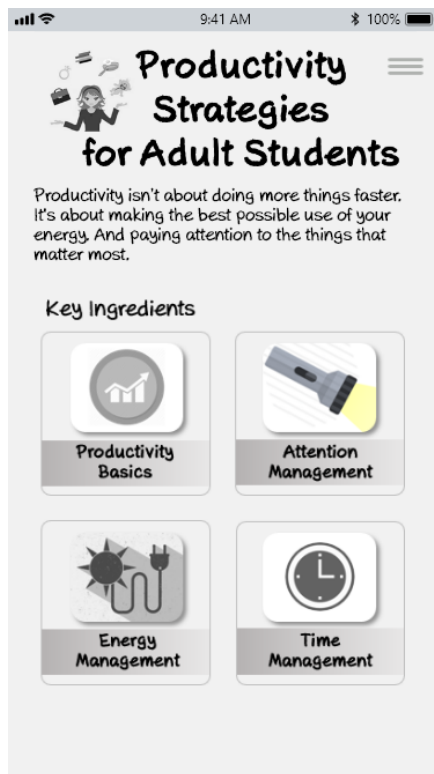 9:41 AM
100%
Productivity
Strategies
for Adult Students
Productivity isn't about doing more things faster.
It's about making the best possible use of your
energy. And paying attention to the things that
matter most.
Key Ingredients
Productivity
Basics
Attention
Management
Energy
Management
Time
Management